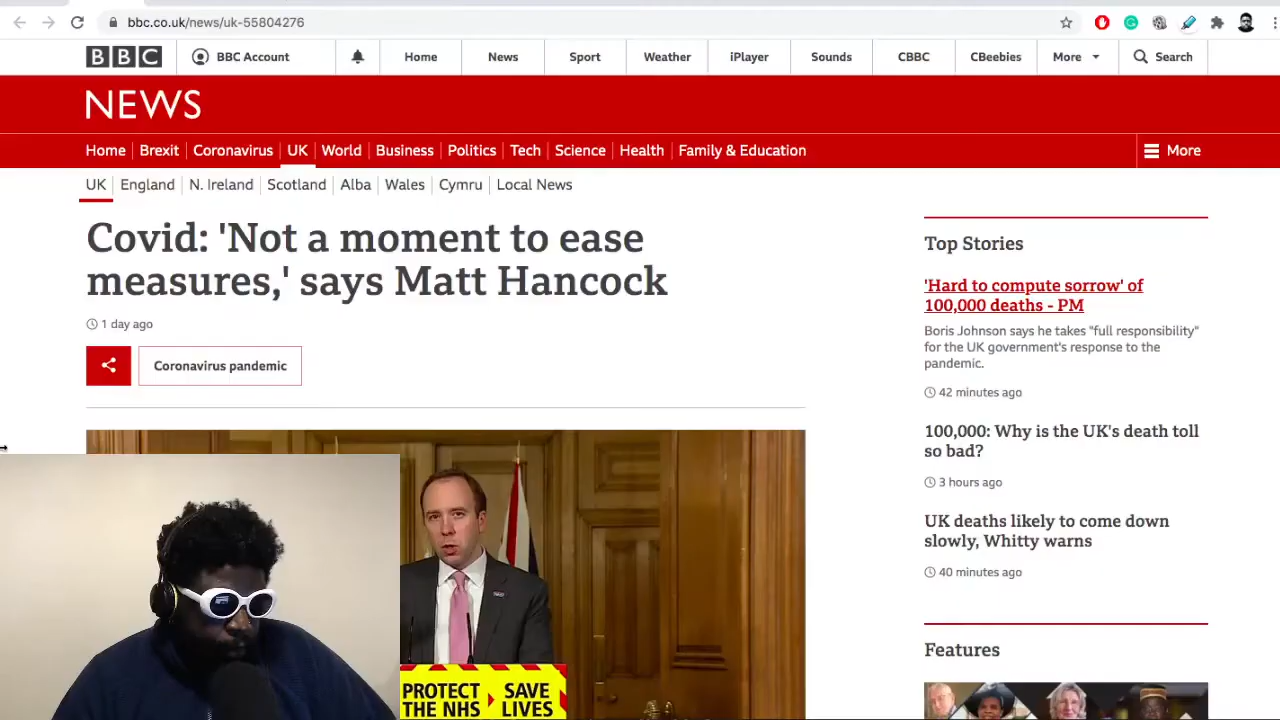 bbc.co.uk/news/uk-55804276
BBC
BBC Account
Home
News
Sport
Weather
iPlayer
Sounds
CBBC
CBeebies
More
Search
NEWS
Home
Brexit
Coronavirus
UK
World
Business
Politics
Tech
Science
Health
Family & Education
More
UK
England
N. Ireland
Scotland
Alba
Wales
Cymru
Local News
Covid: 'Not a moment to ease
measures,' says Matt Hancock
1 day ago
Coronavirus pandemic
PROTECT
THE NHS
SAVE
LIVES
Top Stories
'Hard to compute sorrow' of
100,000 deaths - PM
Boris Johnson says he takes "full responsibility"
for the UK government's response to the
pandemic.
42 minutes ago
100,000: Why is the UK's death toll
so bad?
3 hours ago
UK deaths likely to come down
slowly, Whitty warns
40 minutes ago
Features